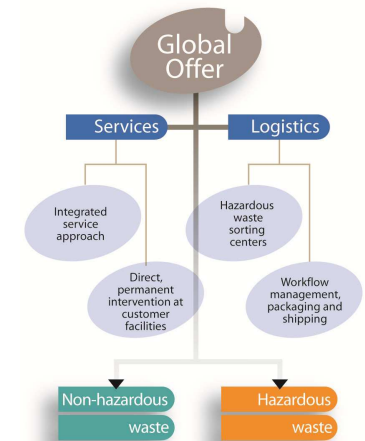 Global
Offer
Services
Logistics
Integrated
service
approach
Direct,
permanent
intervention at
customer
facilities
Hazardous
waste
sorting
centers
Workflow
management,
packaging and
shipping
Non-hazardous
waste
Hazardous
waste